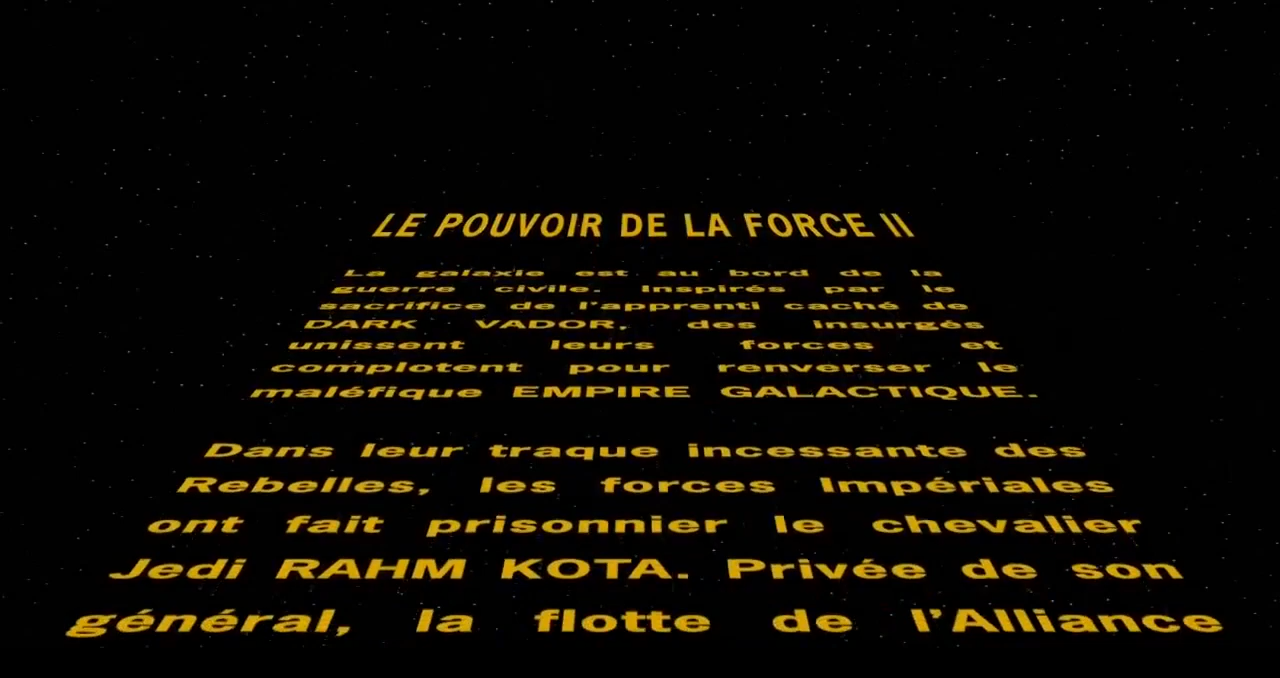 LE POUVOIR DE LA FORCE II
La galaxie est au bord de la
guerre civile. Inspirés par le
sacrifice de l'apprenti caché de
DARK VADOR, des Insurgés
unissent leurs forces et
complotent pour renverser le
maléfique EMPIRE GALACTIQUE.
Dans leur traque incessante des
Rebelles, les forces Impériales
ont fait prisonnier le chevalier
Jedi RAHM KOTA. Privée de son
général, la flotte de l'Alliance